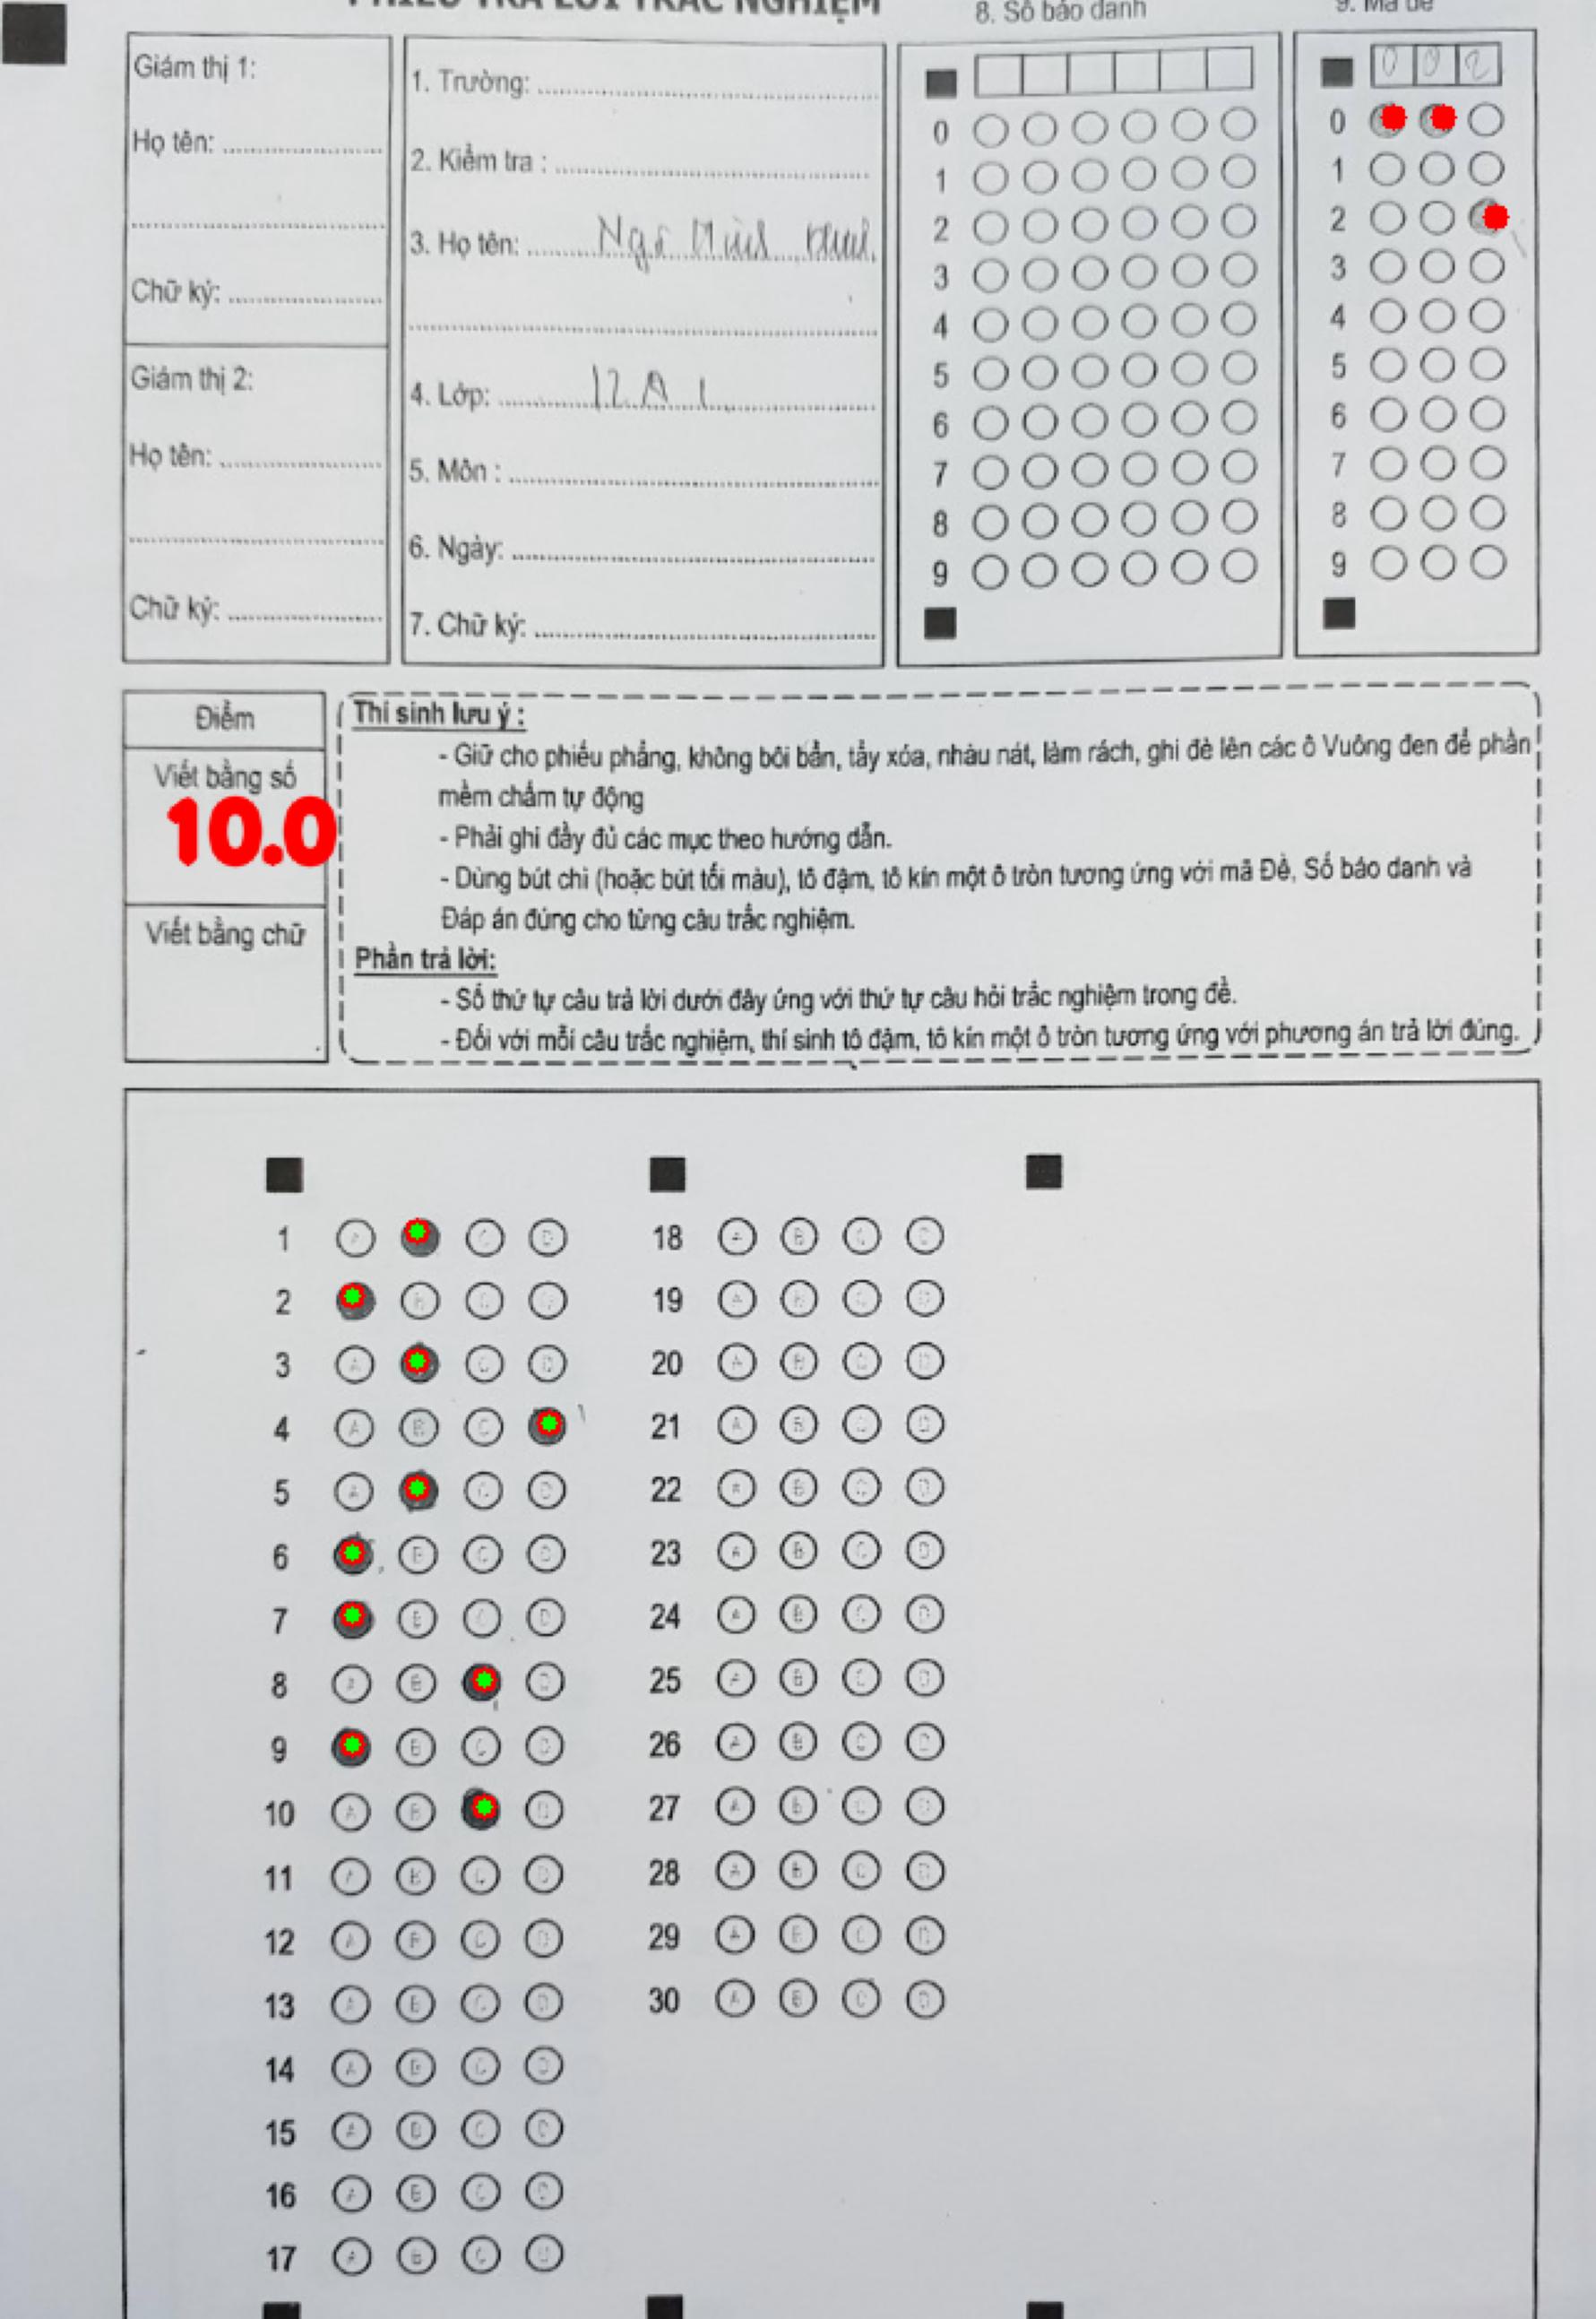 PHIẾU TRẢ LỜI TRẮC NGHIỆM
8. Số báo danh
9. Mã đề
Giám thị 1:
Họ tên:
Chữ ký:
Giám thị 2:
Họ tên:
Chữ ký:
1. Trường:
2. Kiểm tra :
3. Họ tên: Ngô Minh
4. Lớp: 12A1
5. Môn :
6. Ngày:
7. Chữ ký:
0
1
2
3
4
5
6
7
8
9
0 0 2
0
1
2
3
4
5
6
7
8
9
Điểm
Viết bằng số
10.0
Viết bằng chữ
Thí sinh lưu ý :
- Giữ cho phiếu phẳng, không bôi bẩn, tẩy xóa, nhàu nát, làm rách, ghi đè lên các ô Vuông đen để phần
mềm chấm tự động
- Phải ghi đầy đủ các mục theo hướng dẫn.
- Dùng bút chì (hoặc bút tối màu), tô đậm, tô kín một ô tròn tương ứng với mã Đề, Số báo danh và
Đáp án đúng cho từng câu trắc nghiệm.
Phần trả lời:
- Số thứ tự câu trả lời dưới đây ứng với thứ tự câu hỏi trắc nghiệm trong đề.
- Đối với mỗi câu trắc nghiệm, thí sinh tô đậm, tô kín một ô tròn tương ứng với phương án trả lời đúng.
1 A C D
2 B C D
3 A C D
4 A B C
5 A C D
6 B C D
7 B C D
8 A B D
9 B C D
10 A B D
11 A B C D
12 A B C D
13 A B C D
14 A B C D
15 A B C D
16 A B C D
17 A B C D
18 A B C D
19 A B C D
20 A B C D
21 A B C D
22 A B C D
23 A B C D
24 A B C D
25 A B C D
26 A B C D
27 A B C D
28 A B C D
29 A B C D
30 A B C D